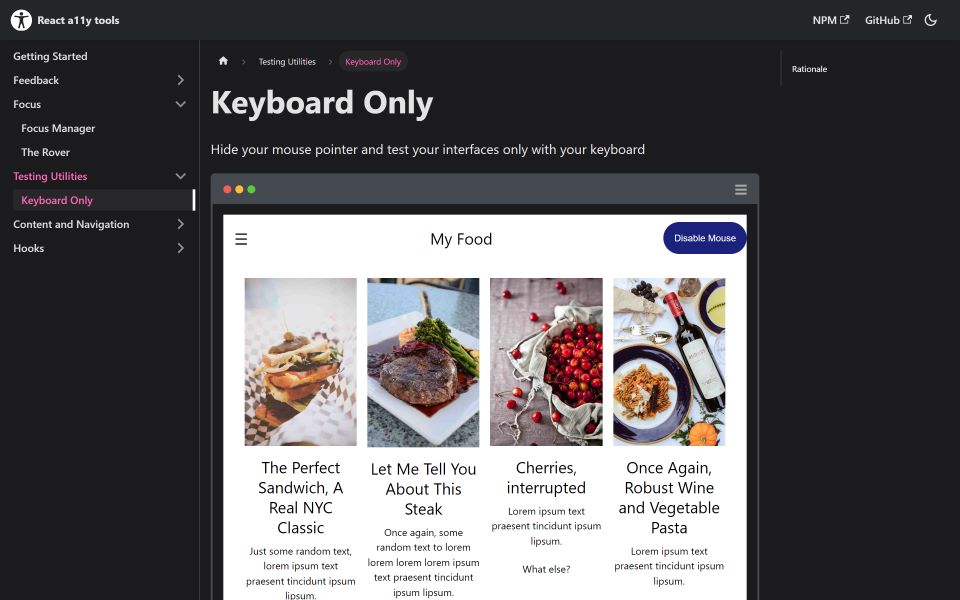 React a11y tools
NPM
GitHub
Getting Started
Feedback
Focus
Focus Manager
The Rover
Testing Utilities
Keyboard Only
Content and Navigation
Hooks
Testing Utilities
Keyboard Only
Keyboard Only
Hide your mouse pointer and test your interfaces only with your keyboard
My Food
Disable Mouse
The Perfect
Sandwich, A
Real NYC
Classic
Just some random text,
lorem ipsum text
praesent tincidunt ipsum
lipsum.
Let Me Tell You
About This
Steak
Once again, some
random text to lorem
lorem lorem lorem ipsum
text praesent tincidunt
ipsum lipsum.
Cherries,
interrupted
Lorem ipsum text
praesent tincidunt ipsum
lipsum.
What else?
Once Again,
Robust Wine
and Vegetable
Pasta
Lorem ipsum text
praesent tincidunt ipsum
lipsum.
Rationale